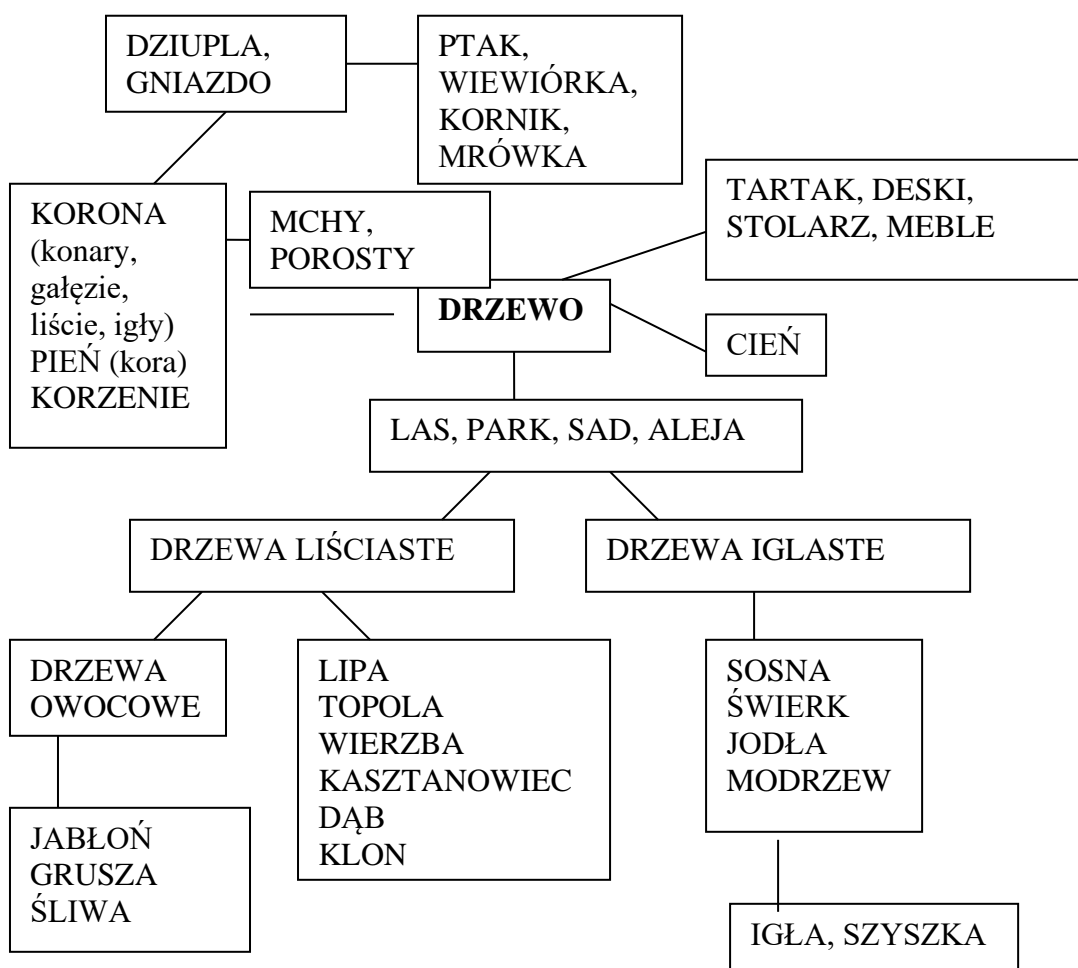 DZIUPLA,
GNIAZDO
PTAK,
WIEWIÓRKA,
KORNIK,
MRÓWKA
TARTAK, DESKI,
STOLARZ, MEBLE
KORONA
(konary,
gałęzie,
liście, igły)
PIEŃ (kora)
KORZENIE
MCHY,
POROSTY
DRZEWO
CIEŃ
LAS, PARK, SAD, ALEJA
DRZEWA LIŚCIASTE
DRZEWA IGLASTE
DRZEWA
OWOCOWE
LIPA
TOPOLA
WIERZBA
KASZTANOWIEC
DĄB
KLON
SOSNA
ŚWIERK
JODŁA
MODRZEW
JABŁOŃ
GRUSZA
ŚLIWA
IGŁA, SZYSZKA